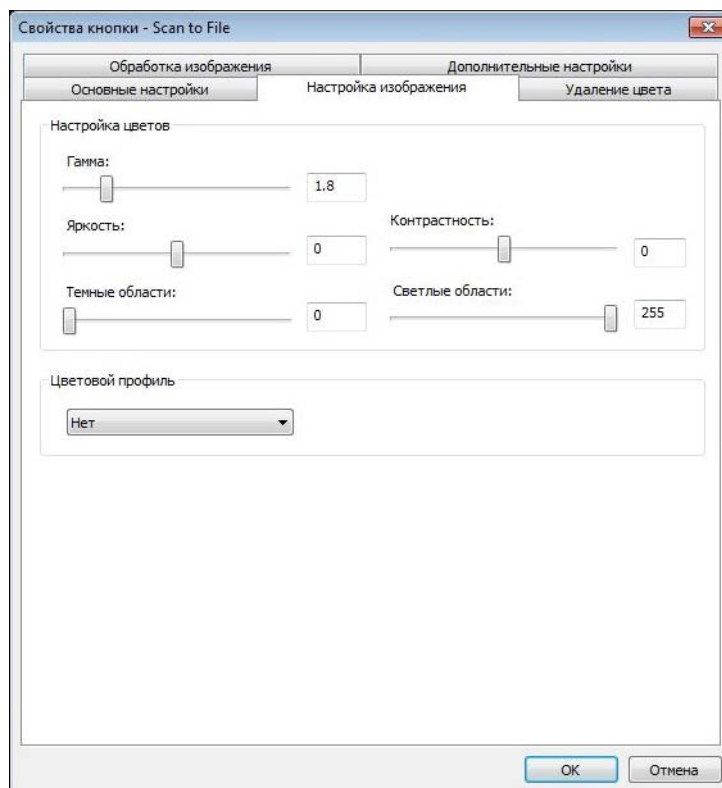 Свойства кнопки - Scan to File
Обработка изображения
Дополнительные настройки
Основные настройки
Настройка изображения
Удаление цвета
Настройка цветов
Гамма:
1.8
Яркость:
0
Контрастность:
0
Темные области:
0
Светлые области:
255
Цветовой профиль
Нет
OK
Отмена